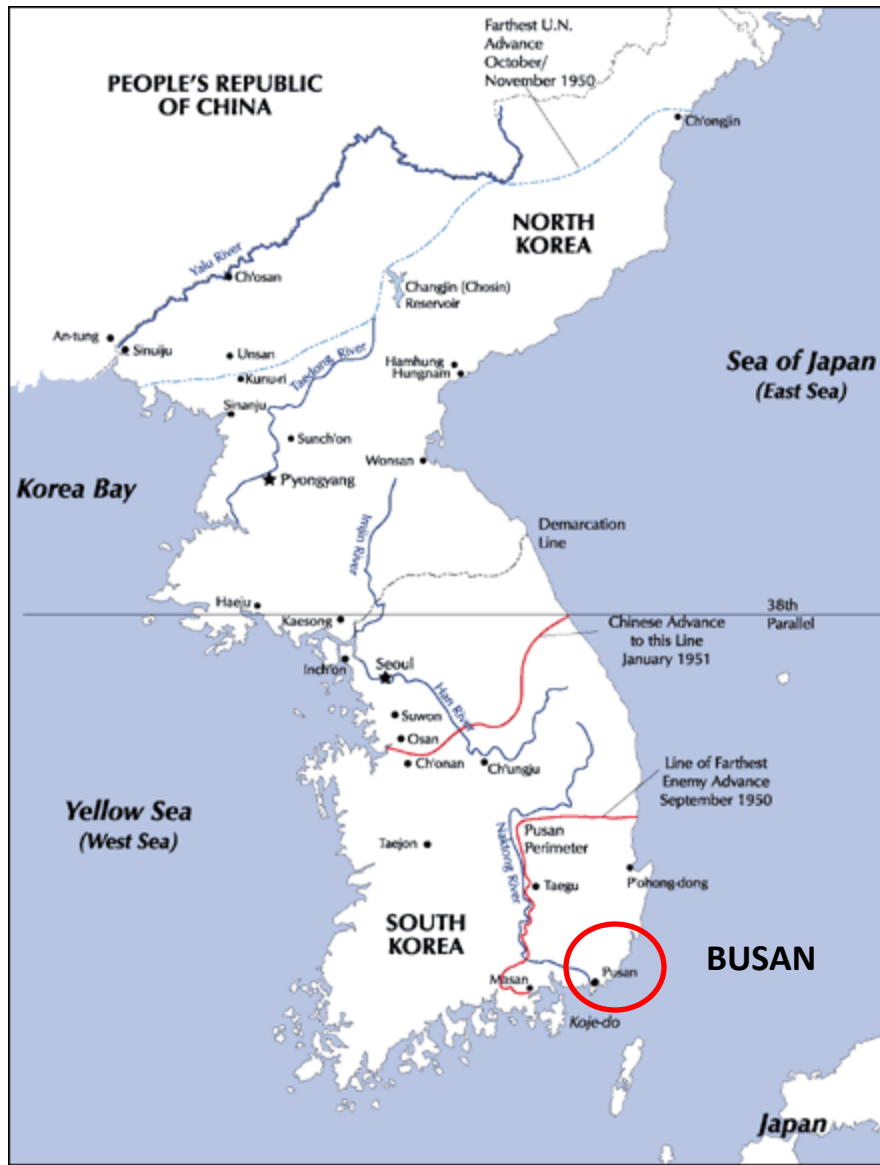 Farthest U.N.
Advance
October/
November 1950
PEOPLE'S REPUBLIC
OF CHINA
Ch'ongjin
NORTH
KOREA
Yalu River
Ch'osan
Changjin (Chosin)
Reservoir
An-tung
Sinuiju
Unsan
Taedong River
Kunu-ri
Hamhung
Hungnam
Sea of Japan
(East Sea)
Sinanju
Sunch'on
Wonsan
P'yongyang
Korea Bay
Imjin River
Demarcation
Line
Haeju
Kaesong
38th
Parallel
Chinese Advance
to this Line
January 1951
Inch'on
Seoul
Han River
Suwon
Osan
Ch'onan
Ch'ungju
Line of Farthest
Enemy Advance
September 1950
Yellow Sea
(West Sea)
Naktong River
Pusan
Perimeter
Taejon
Taegu
P'ohong-dong
SOUTH
KOREA
BUSAN
Masan
Pusan
Koje-do
Japan